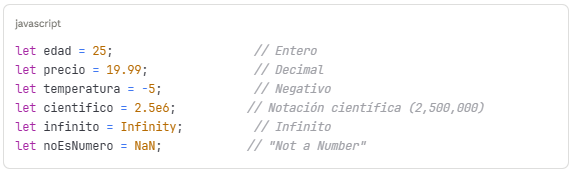 javascript
let edad = 25;                    // Entero
let precio = 19.99;               // Decimal
let temperatura = -5;             // Negativo
let cientifico = 2.5e6;          // Notación científica (2,500,000)
let infinito = Infinity;          // Infinito
let noEsNumero = NaN;            // "Not a Number"